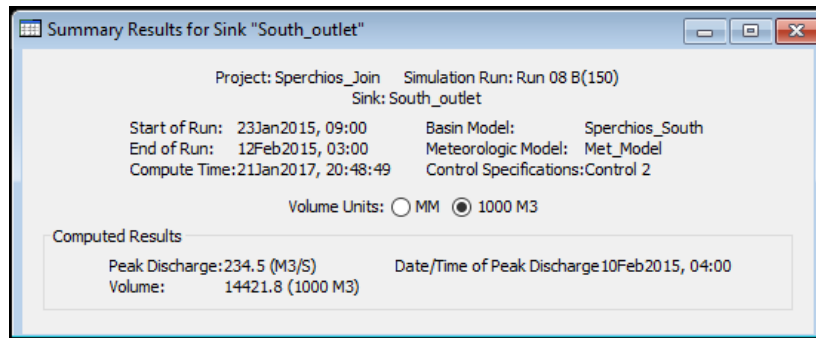 Summary Results for Sink "South_outlet"
Project: Sperchios_Join Simulation Run: Run 08 B(150)
Sink: South_outlet
Start of Run: 23Jan2015, 09:00 Basin Model: Sperchios_South
End of Run: 12Feb2015, 03:00 Meteorologic Model: Met_Model
Compute Time:21Jan2017, 20:48:49 Control Specifications:Control 2
Volume Units: MM 1000 M3
Computed Results
Peak Discharge:234.5 (M3/S) Date/Time of Peak Discharge10Feb2015, 04:00
Volume: 14421.8 (1000 M3)